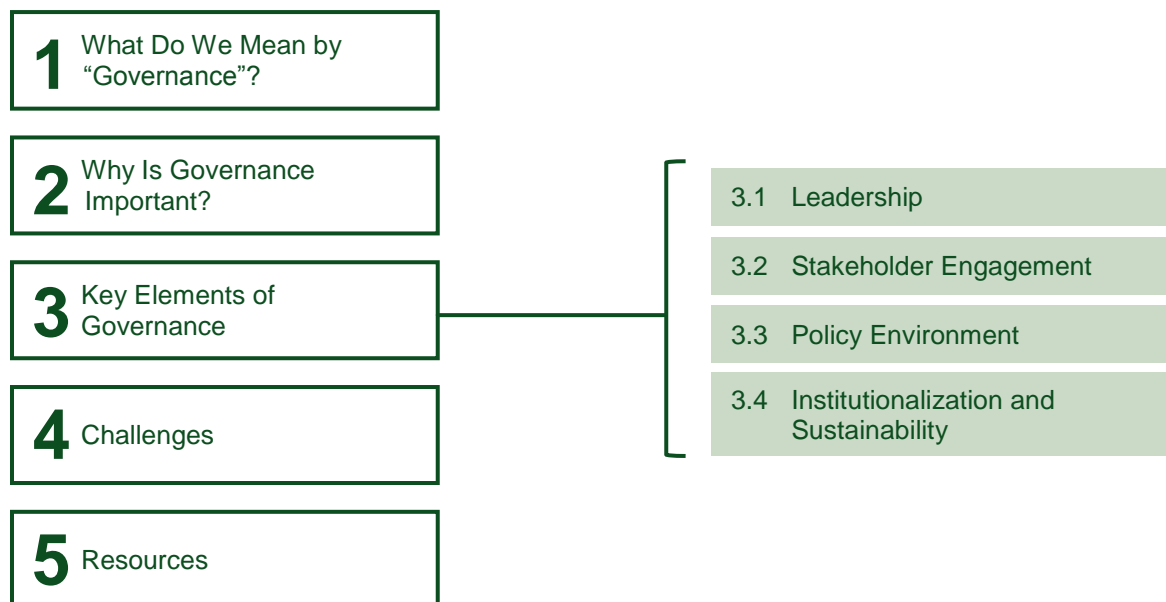 1 What Do We Mean by
“Governance”?
2 Why Is Governance
Important?
3 Key Elements of
Governance
3.1 Leadership
3.2 Stakeholder Engagement
3.3 Policy Environment
3.4 Institutionalization and
Sustainability
4 Challenges
5 Resources